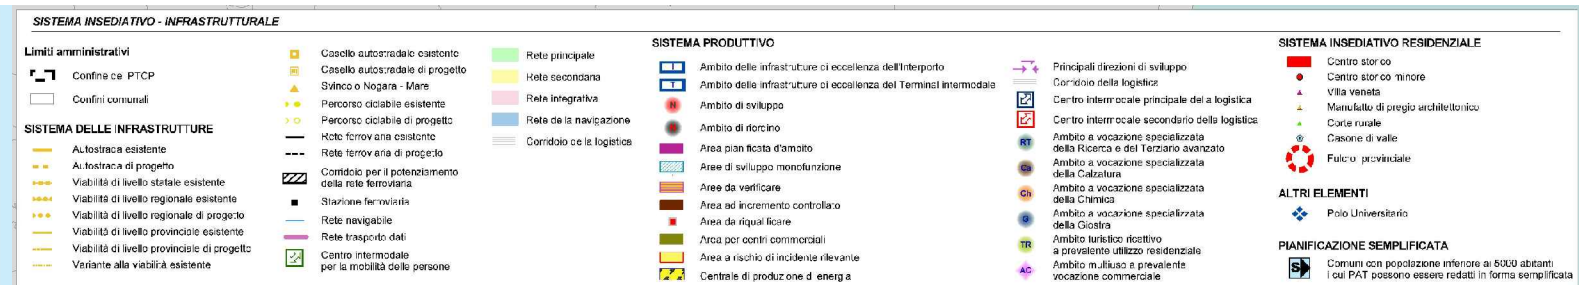 SISTEMA INSEDIATIVO - INFRASTRUTTURALE
Limiti amministrativi
Confine del PTCP
Confini comunali
SISTEMA DELLE INFRASTRUTTURE
Autostrada esistente
Autostrada di progetto
Viabilità di livello statale esistente
Viabilità di livello regionale esistente
Viabilità di livello regionale di progetto
Viabilità di livello provinciale esistente
Viabilità di livello provinciale di progetto
Variante alla viabilità esistente
Casello autostradale esistente
Casello autostradale di progetto
Svincolo Nogara - Mare
Percorso ciclabile esistente
Percorso ciclabile di progetto
Rete ferroviaria esistente
Rete ferroviaria di progetto
Corridoio per il potenziamento
della rete ferroviaria
Stazione ferroviaria
Rete navigabile
Rete trasporto dati
Centro intermodale
per la mobilità delle persone
Rete principale
Rete secondaria
Rete integrativa
Rete della navigazione
Corridoio della logistica
SISTEMA PRODUTTIVO
I Ambito delle infrastrutture di eccellenza dell'Interporto
T Ambito delle infrastrutture di eccellenza del Terminal intermodale
N Ambito di sviluppo
Ambito di riordino
Area pianificata d'ambito
Aree di sviluppo monofunzione
Aree da verificare
Area ad incremento controllato
Area da riqualificare
Area per centri commerciali
Area a rischio di incidente rilevante
Centrale di produzione di energia
Principali direzioni di sviluppo
Corridoio della logistica
Centro intermodale principale della logistica
Centro intermodale secondario della logistica
RT Ambito a vocazione specializzata
della Ricerca e del Terziario avanzato
Ca Ambito a vocazione specializzata
della Calzatura
Ch Ambito a vocazione specializzata
della Chimica
G Ambito a vocazione specializzata
della Giostra
TR Ambito turistico ricettivo
a prevalente utilizzo residenziale
AC Ambito multiuso a prevalente
vocazione commerciale
SISTEMA INSEDIATIVO RESIDENZIALE
Centro storico
Centro storico minore
Villa veneta
Manufatto di pregio architettonico
Corte rurale
Casone di valle
Fulcro provinciale
ALTRI ELEMENTI
Polo Universitario
PIANIFICAZIONE SEMPLIFICATA
S Comuni con popolazione inferiore ai 5000 abitanti
i cui PAT possono essere redatti in forma semplificata